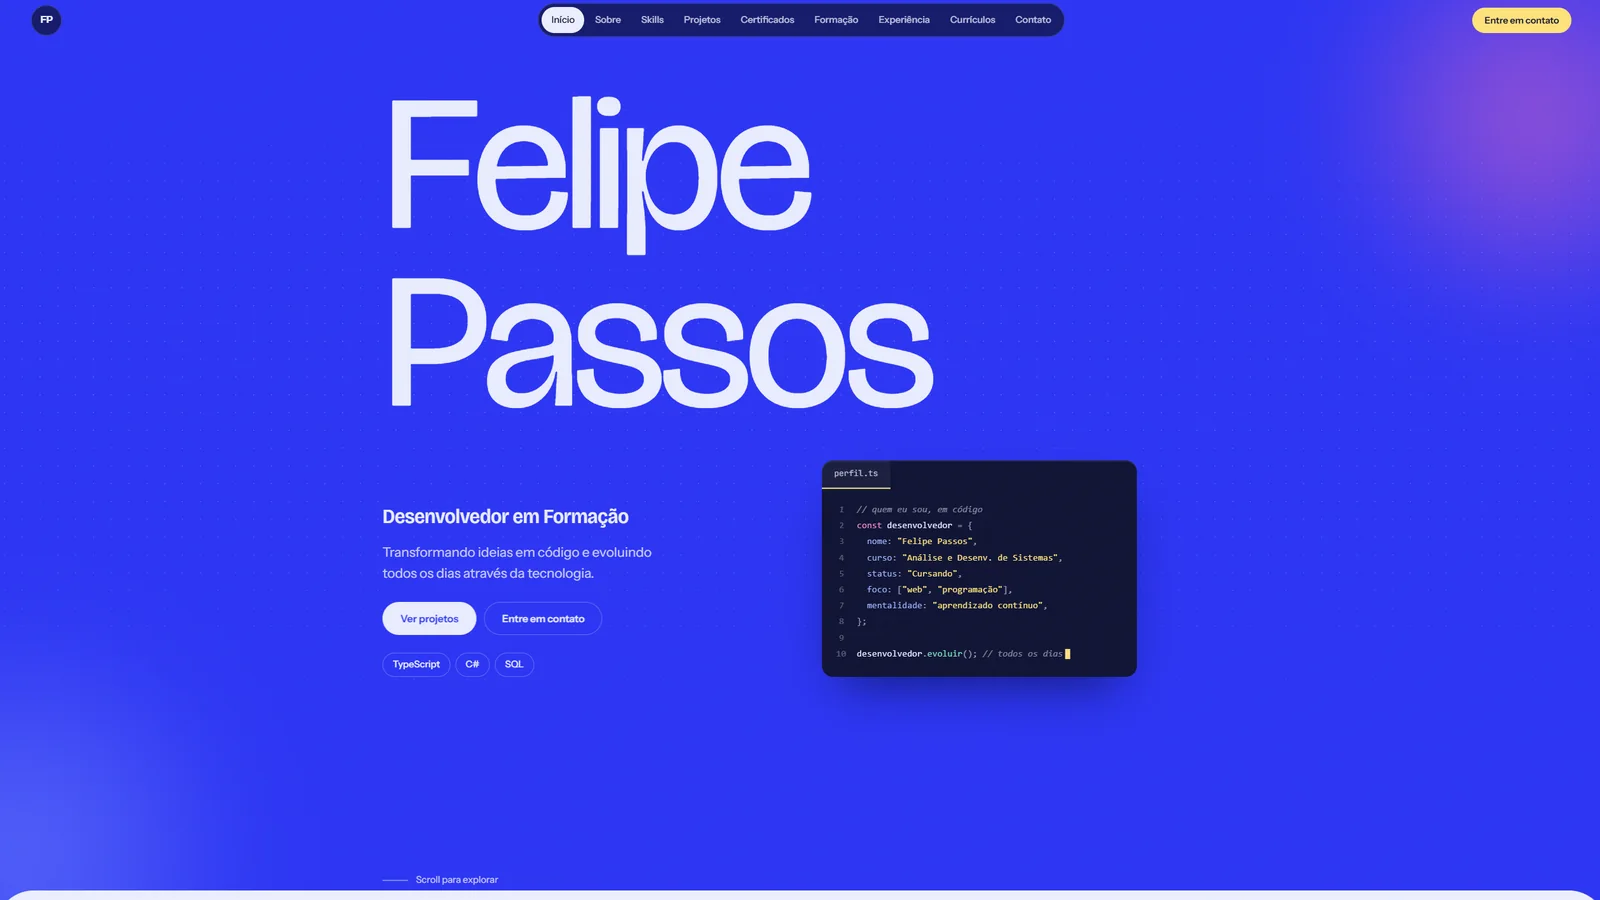 FP
Início Sobre Skills Projetos Certificados Formação Experiência Currículos Contato
Entre em contato
Felipe
Passos
Desenvolvedor em Formação
Transformando ideias em código e evoluindo
todos os dias através da tecnologia.
Ver projetos Entre em contato
TypeScript C# SQL
perfil.ts
1 // quem eu sou, em código
2 const desenvolvedor = {
3 nome: "Felipe Passos",
4 curso: "Análise e Desenv. de Sistemas",
5 status: "Cursando",
6 foco: ["web", "programação"],
7 mentalidade: "aprendizado contínuo",
8 };
9
10 desenvolvedor.evoluir(); // todos os dias
Scroll para explorar